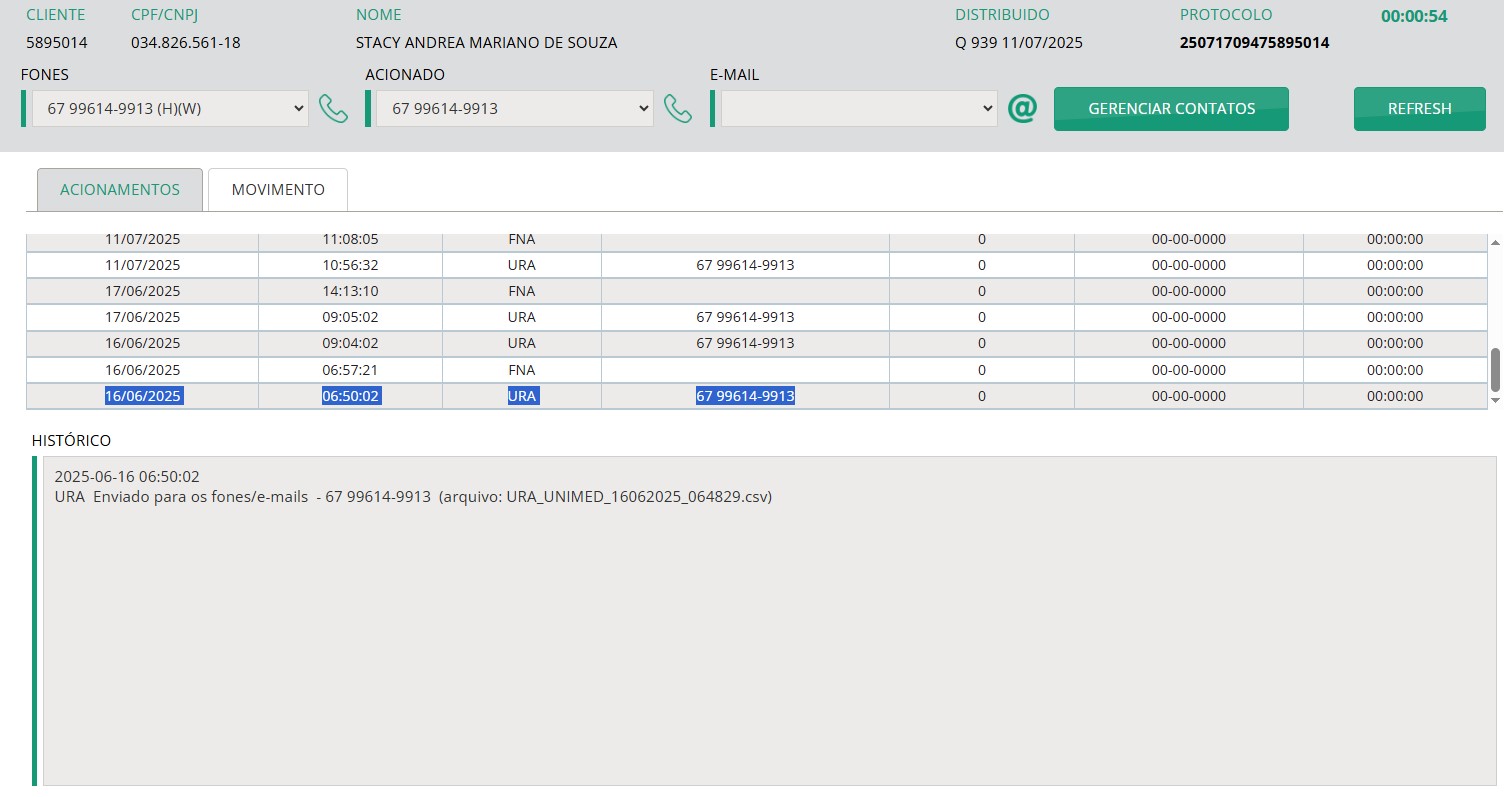 CLIENTE CPF/CNPJ NOME DISTRIBUIDO PROTOCOLO 00:00:54
5895014 034.826.561-18 STACY ANDREA MARIANO DE SOUZA Q 939 11/07/2025 25071709475895014
FONES ACIONADO E-MAIL
67 99614-9913 (H)(W) 67 99614-9913 @ GERENCIAR CONTATOS REFRESH
ACIONAMENTOS MOVIMENTO
11/07/2025 11:08:05 FNA 0 00-00-0000 00:00:00
11/07/2025 10:56:32 URA 67 99614-9913 0 00-00-0000 00:00:00
17/06/2025 14:13:10 FNA 0 00-00-0000 00:00:00
17/06/2025 09:05:02 URA 67 99614-9913 0 00-00-0000 00:00:00
16/06/2025 09:04:02 URA 67 99614-9913 0 00-00-0000 00:00:00
16/06/2025 06:57:21 FNA 0 00-00-0000 00:00:00
16/06/2025 06:50:02 URA 67 99614-9913 0 00-00-0000 00:00:00
HISTÓRICO
2025-06-16 06:50:02
URA Enviado para os fones/e-mails - 67 99614-9913 (arquivo: URA_UNIMED_16062025_064829.csv)